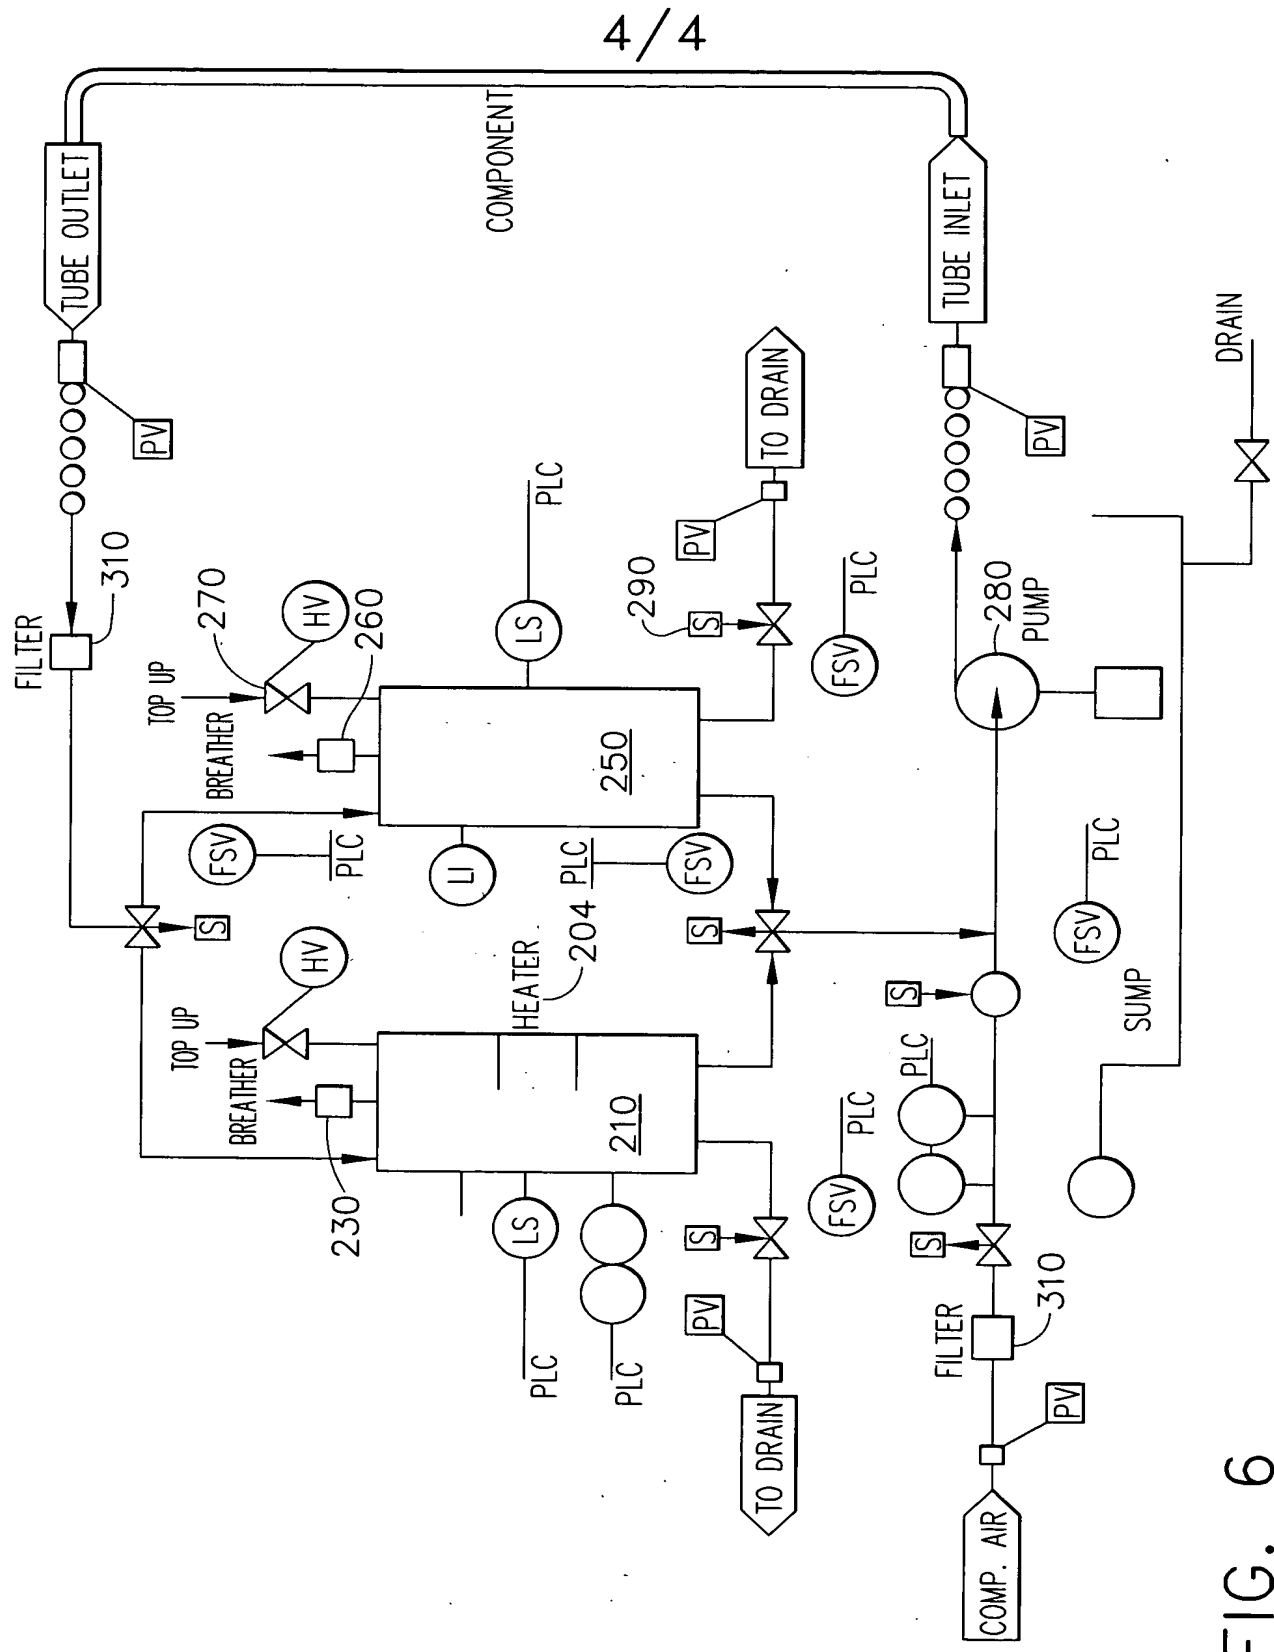 4/4
TUBE OUTLET
PV
FILTER
310
COMPONENT
TOP UP
270
HV
BREATHER
260
FSV
PLC
S
LI
250
LS
PLC
PLC
FSV
290
S
PV
TO DRAIN
FSV
PLC
TOP UP
HV
BREATHER
230
HEATER
204
210
LS
PLC
PLC
S
S
PV
TO DRAIN
FSV
PLC
TUBE INLET
PV
280
PUMP
S
PLC
S
FILTER
310
PV
COMP. AIR
FSV
PLC
SUMP
DRAIN
FIG. 6